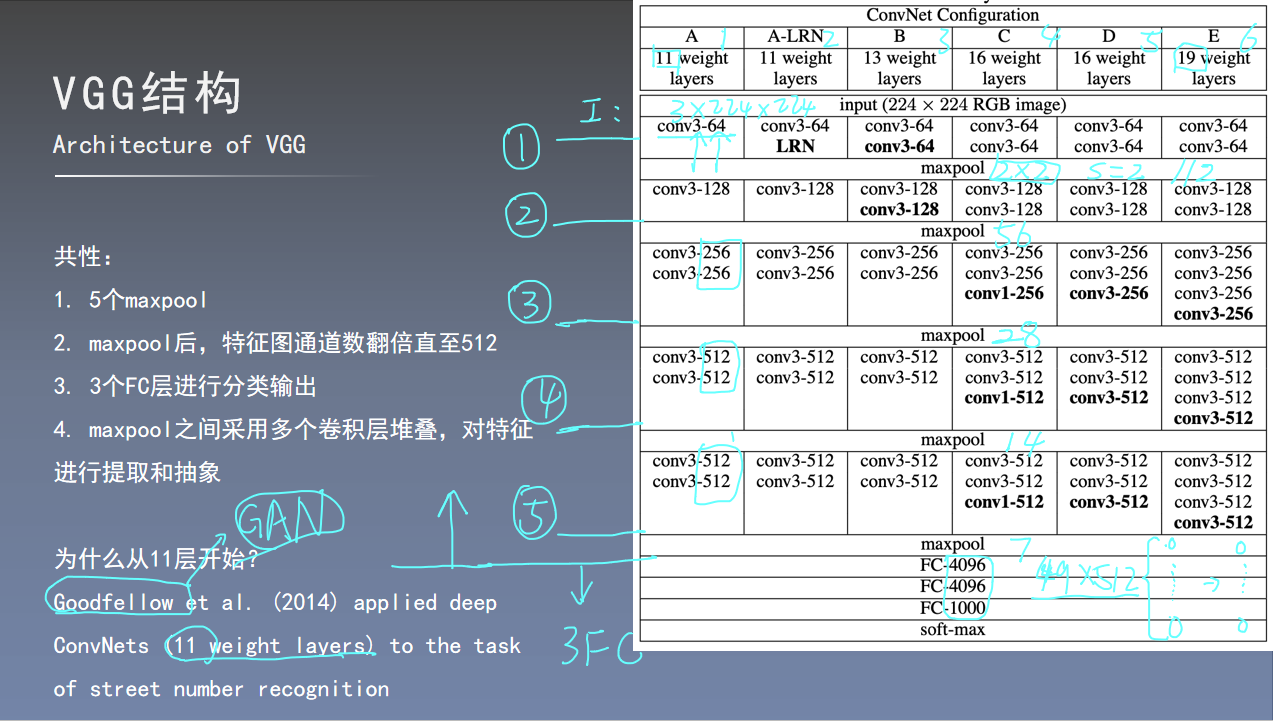 VGG结构
Architecture of VGG
共性：
1. 5个maxpool
2. maxpool后，特征图通道数翻倍直至512
3. 3个FC层进行分类输出
4. maxpool之间采用多个卷积层堆叠，对特征
进行提取和抽象
GAN
为什么从11层开始？
Goodfellow et al. (2014) applied deep
ConvNets (11 weight layers) to the task
of street number recognition
3FC
①
②
③
④
⑤
ConvNet Configuration
A 1 A-LRN 2 B 3 C 4 D 5 E 6
11 weight 11 weight 13 weight 16 weight 16 weight 19 weight
layers layers layers layers layers layers
I: 3×224×224 input (224 × 224 RGB image)
conv3-64 conv3-64 conv3-64 conv3-64 conv3-64 conv3-64
LRN conv3-64 conv3-64 conv3-64 conv3-64
maxpool 2×2 S=2 112
conv3-128 conv3-128 conv3-128 conv3-128 conv3-128 conv3-128
conv3-128 conv3-128 conv3-128 conv3-128
maxpool 56
conv3-256 conv3-256 conv3-256 conv3-256 conv3-256 conv3-256
conv3-256 conv3-256 conv3-256 conv3-256 conv3-256 conv3-256
conv1-256 conv3-256 conv3-256
conv3-256
maxpool 28
conv3-512 conv3-512 conv3-512 conv3-512 conv3-512 conv3-512
conv3-512 conv3-512 conv3-512 conv3-512 conv3-512 conv3-512
conv1-512 conv3-512 conv3-512
conv3-512
maxpool 14
conv3-512 conv3-512 conv3-512 conv3-512 conv3-512 conv3-512
conv3-512 conv3-512 conv3-512 conv3-512 conv3-512 conv3-512
conv1-512 conv3-512 conv3-512
conv3-512
maxpool 7
FC-4096 49×512
FC-4096
FC-1000
soft-max